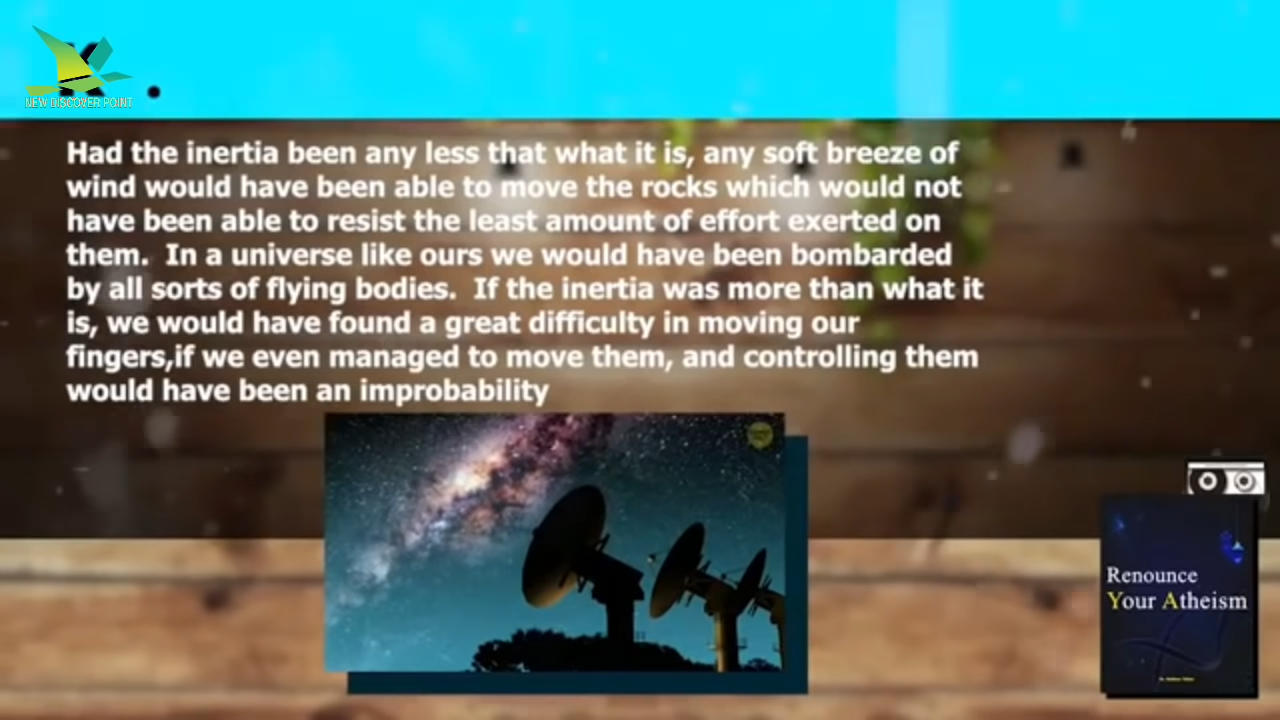 NEW DISCOVER POINT
Had the inertia been any less that what it is, any soft breeze of
wind would have been able to move the rocks which would not
have been able to resist the least amount of effort exerted on
them.  In a universe like ours we would have been bombarded
by all sorts of flying bodies.  If the inertia was more than what it
is, we would have found a great difficulty in moving our
fingers,if we even managed to move them, and controlling them
would have been an improbability
Renounce
Your Atheism